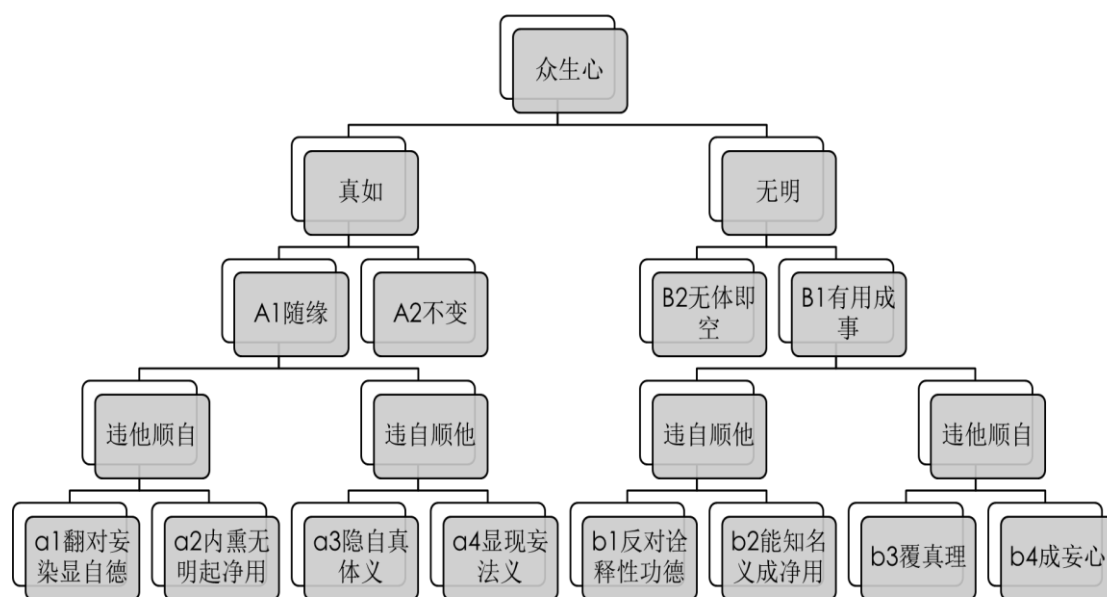 众生心
真如
无明
A1随缘
A2不变
B2无体即
空
B1有用成
事
违他顺自
违自顺他
违自顺他
违他顺自
a1翻对妄
染显自德
a2内熏无
明起净用
a3隐自真
体义
a4显现妄
法义
b1反对诠
释性功德
b2能知名
义成净用
b3覆真理
b4成妄心